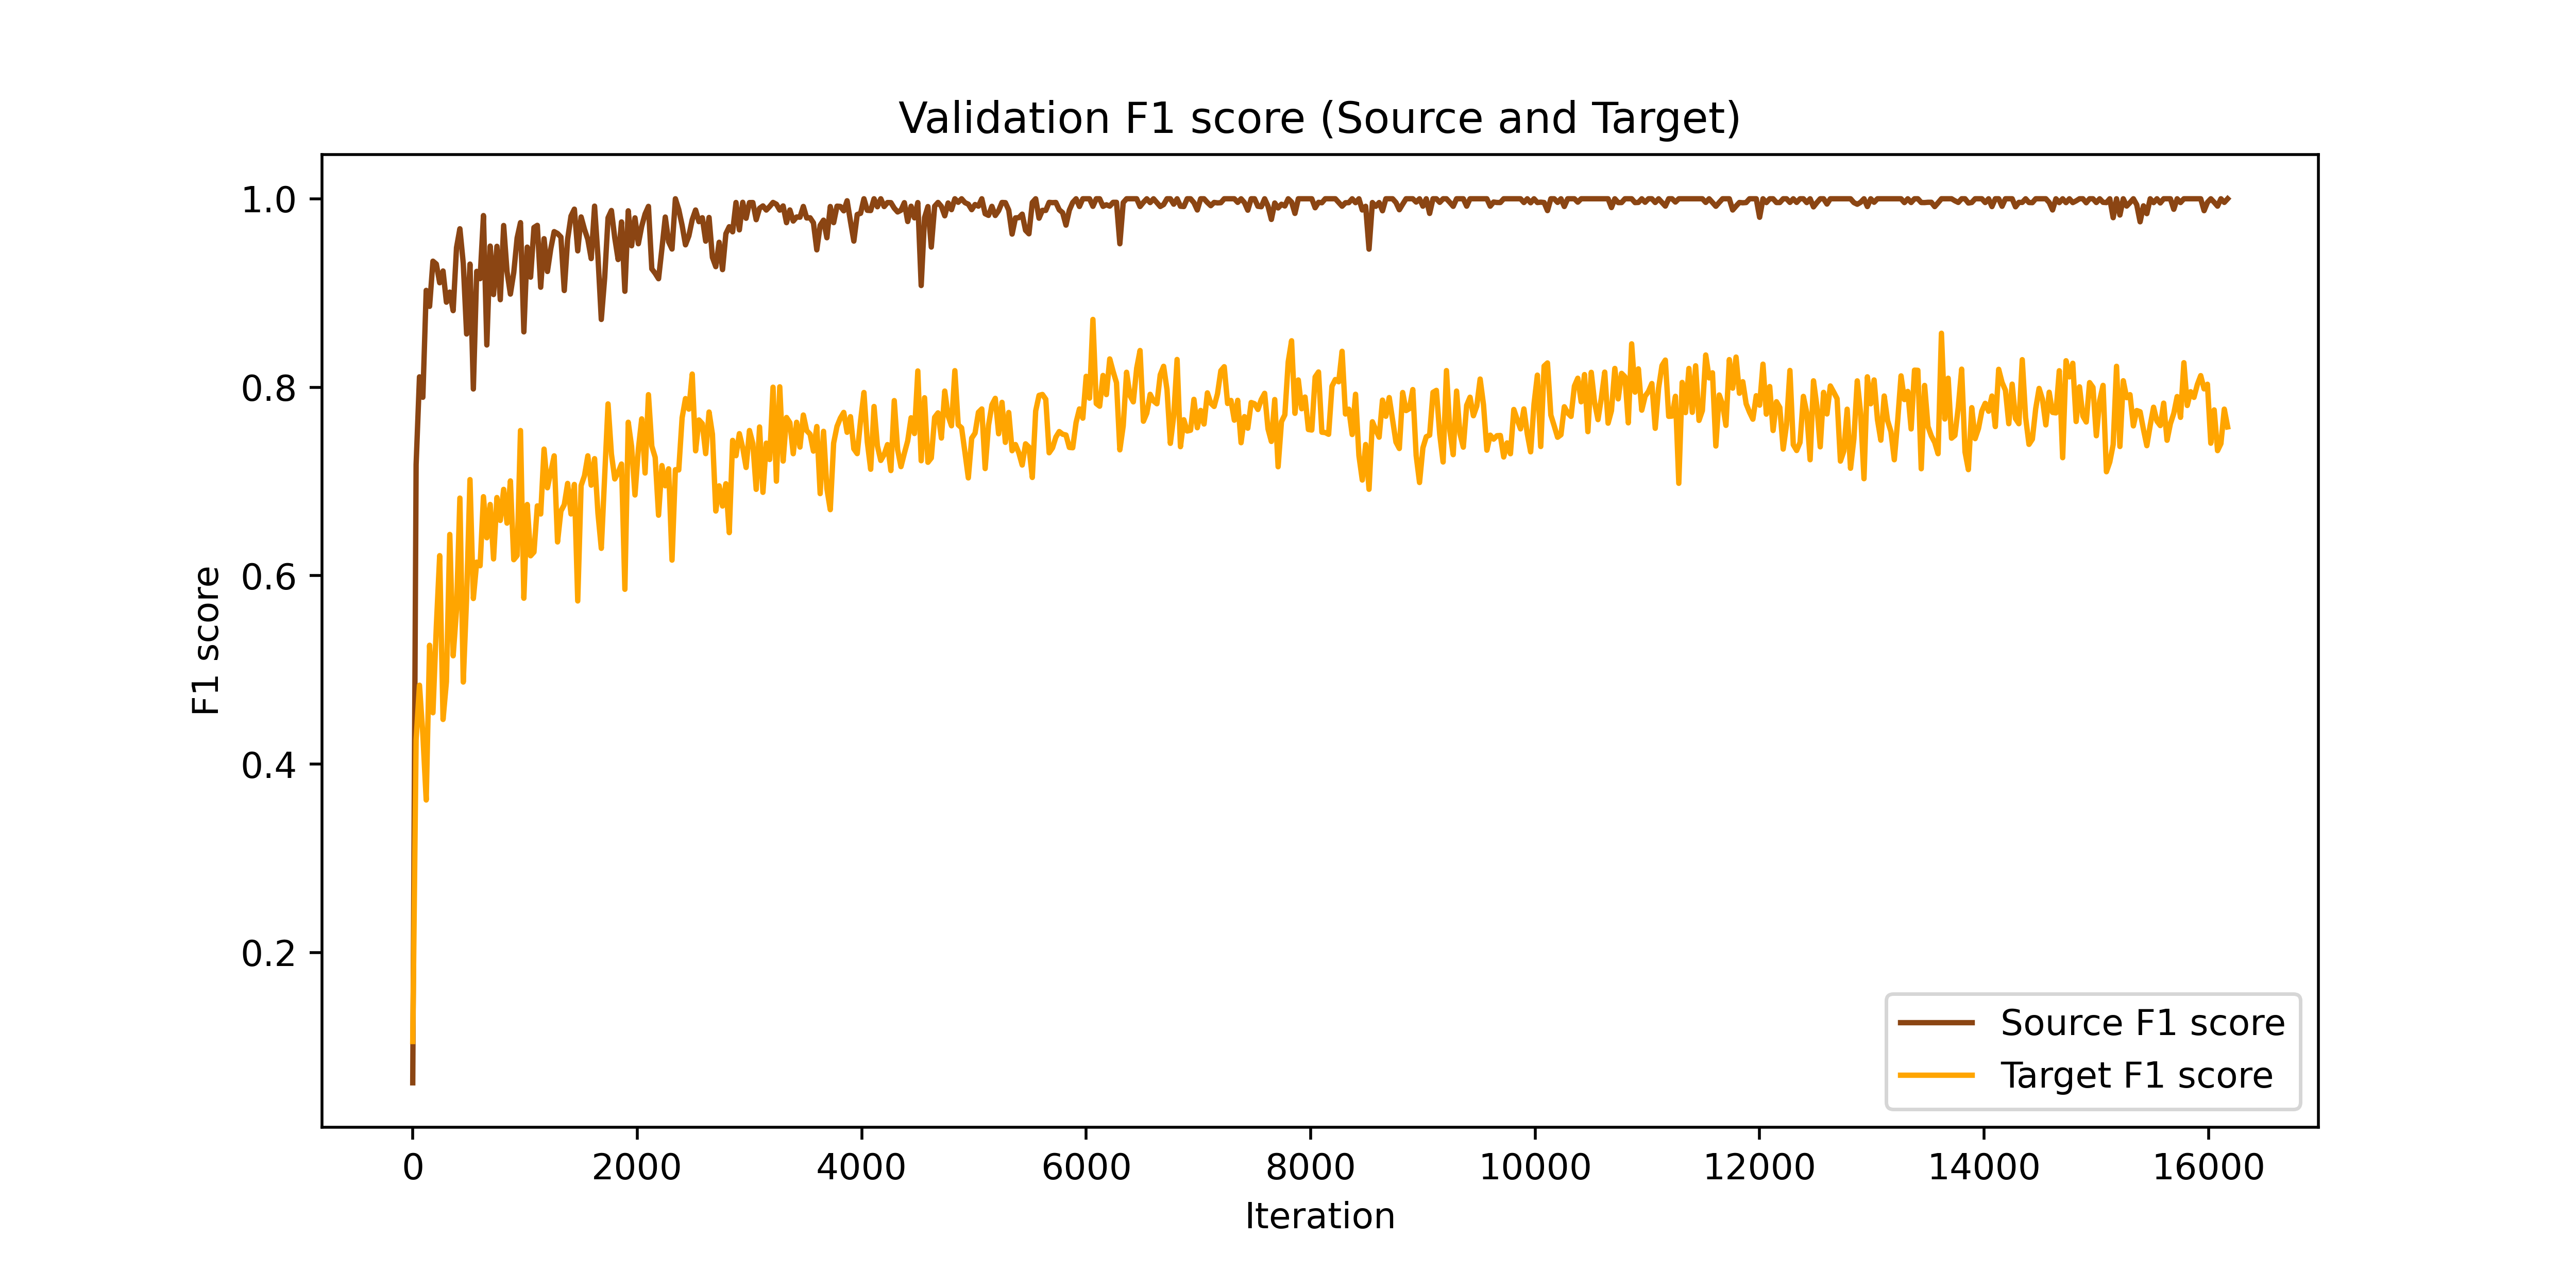 Validation F1 score (Source and Target)
1.0
0.8
0.6
0.4
0.2
F1 score
0 2000 4000 6000 8000 10000 12000 14000 16000
Iteration
Source F1 score
Target F1 score